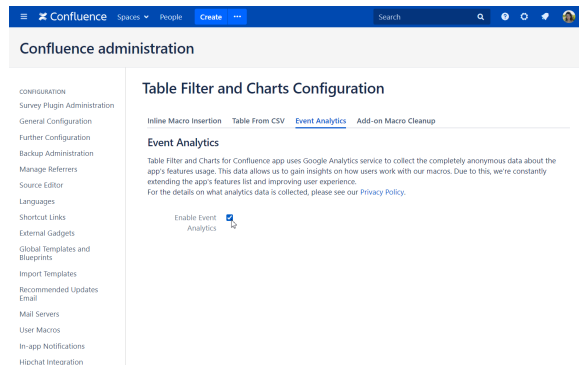 Confluence Spaces People Create ··· Search
Confluence administration
CONFIGURATION
Survey Plugin Administration
General Configuration
Further Configuration
Backup Administration
Manage Referrers
Source Editor
Languages
Shortcut Links
External Gadgets
Global Templates and
Blueprints
Import Templates
Recommended Updates
Email
Mail Servers
User Macros
In-app Notifications
Hipchat Integration
Table Filter and Charts Configuration
Inline Macro Insertion Table From CSV Event Analytics Add-on Macro Cleanup
Event Analytics
Table Filter and Charts for Confluence app uses Google Analytics service to collect the completely anonymous data about the
app's features usage. This data allows us to gain insights on how users work with our macros. Due to this, we're constantly
extending the app's features list and improving user experience.
For the details on what analytics data is collected, please see our Privacy Policy.
Enable Event
Analytics